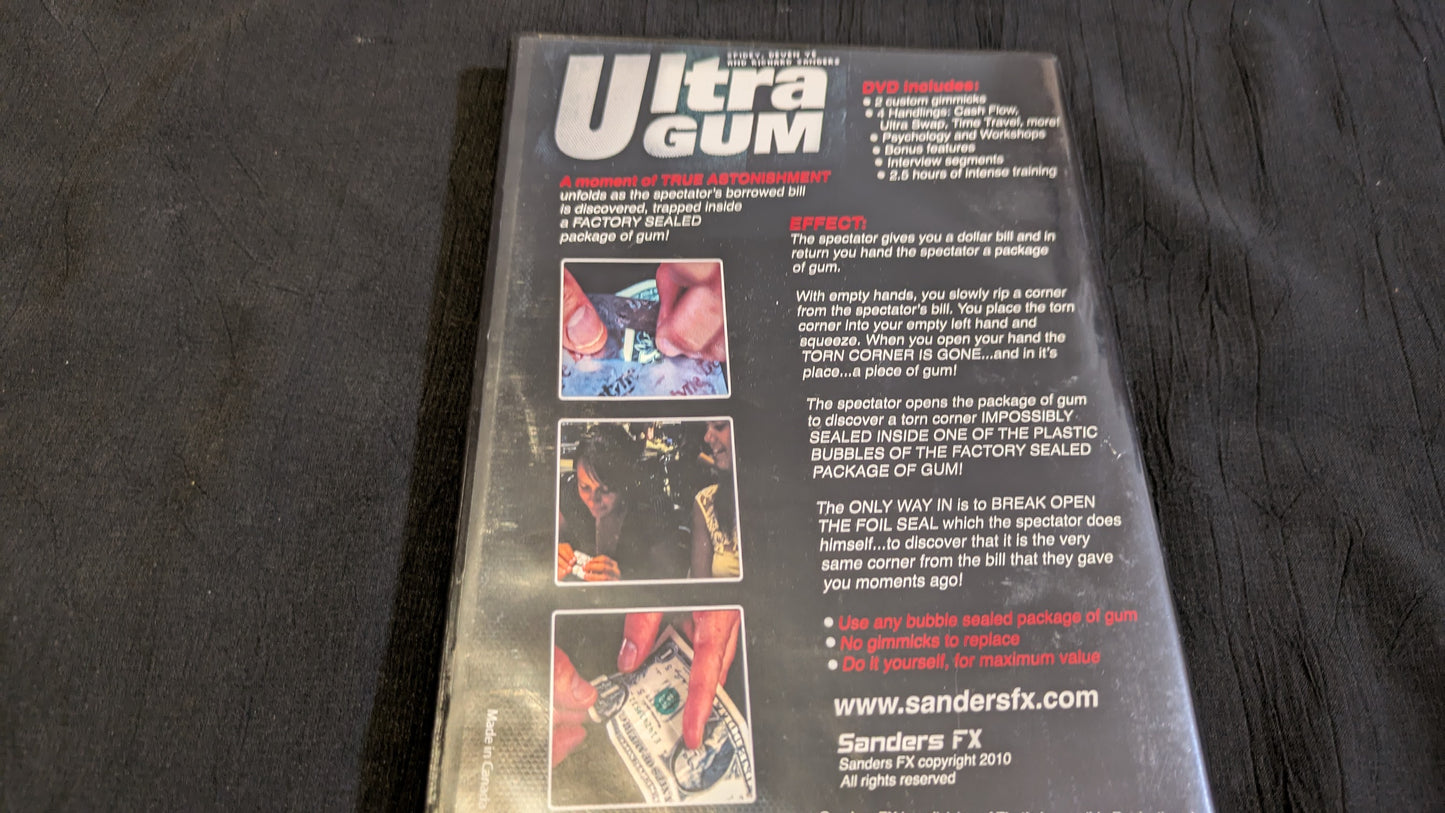 SPIDEY, DEVEN YE
AND RICHARD SANDERS
Ultra
GUM
A moment of TRUE ASTONISHMENT
unfolds as the spectator's borrowed bill
is discovered, trapped inside
a FACTORY SEALED
package of gum!
DVD includes:
• 2 custom gimmicks
• 4 Handlings: Cash Flow,
Ultra Swap, Time Travel, more!
• Psychology and Workshops
• Bonus features
• Interview segments
• 2.5 hours of intense training
EFFECT:
The spectator gives you a dollar bill and in
return you hand the spectator a package
of gum.
With empty hands, you slowly rip a corner
from the spectator's bill. You place the torn
corner into your empty left hand and
squeeze. When you open your hand the
TORN CORNER IS GONE...and in it's
place...a piece of gum!
The spectator opens the package of gum
to discover a torn corner IMPOSSIBLY
SEALED INSIDE ONE OF THE PLASTIC
BUBBLES OF THE FACTORY SEALED
PACKAGE OF GUM!
The ONLY WAY IN is to BREAK OPEN
THE FOIL SEAL which the spectator does
himself...to discover that it is the very
same corner from the bill that they gave
you moments ago!
• Use any bubble sealed package of gum
• No gimmicks to replace
• Do it yourself, for maximum value
www.sandersfx.com
Sanders FX
Sanders FX copyright 2010
All rights reserved
Made in Canada